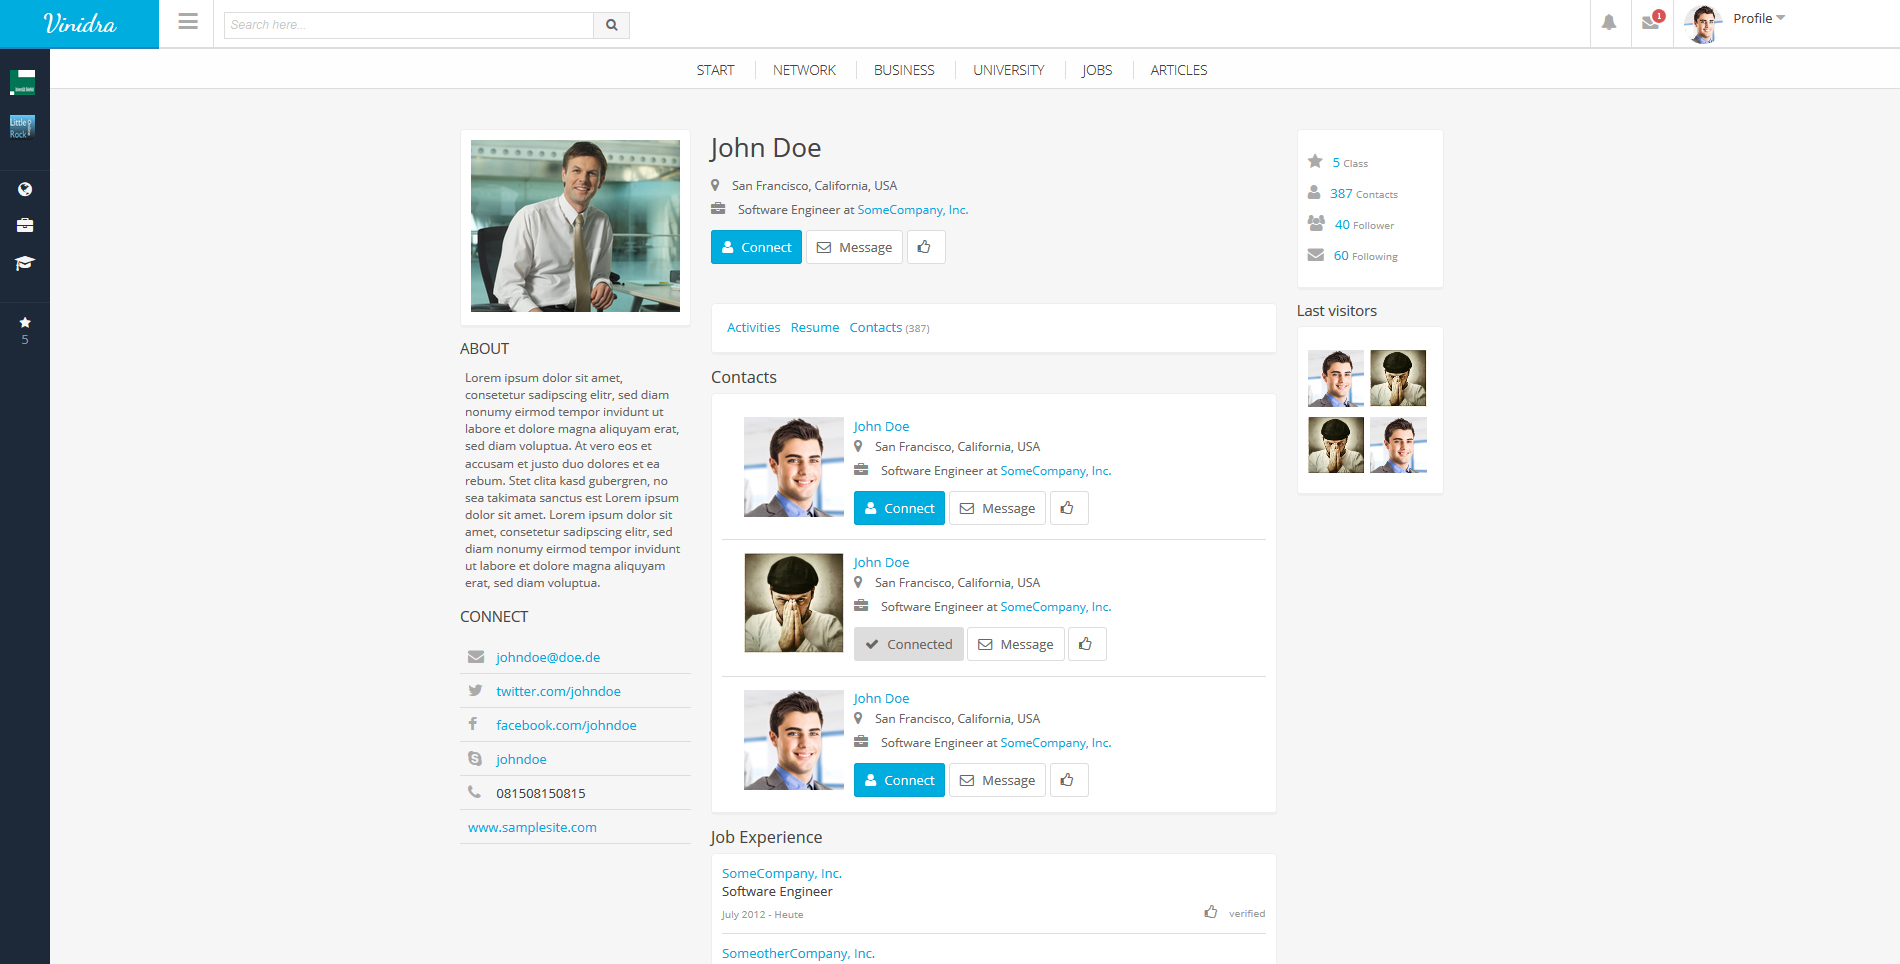 Vinidra
Search here...
1
Profile
START
NETWORK
BUSINESS
UNIVERSITY
JOBS
ARTICLES
Little
Rock
5
John Doe
San Francisco, California, USA
Software Engineer at SomeCompany, Inc.
Connect
Message
ABOUT
Lorem ipsum dolor sit amet,
consetetur sadipscing elitr, sed diam
nonumy eirmod tempor invidunt ut
labore et dolore magna aliquyam erat,
sed diam voluptua. At vero eos et
accusam et justo duo dolores et ea
rebum. Stet clita kasd gubergren, no
sea takimata sanctus est Lorem ipsum
dolor sit amet. Lorem ipsum dolor sit
amet, consetetur sadipscing elitr, sed
diam nonumy eirmod tempor invidunt
ut labore et dolore magna aliquyam
erat, sed diam voluptua.
CONNECT
johndoe@doe.de
twitter.com/johndoe
facebook.com/johndoe
johndoe
081508150815
www.samplesite.com
Activities Resume Contacts (387)
Contacts
John Doe
San Francisco, California, USA
Software Engineer at SomeCompany, Inc.
Connect
Message
John Doe
San Francisco, California, USA
Software Engineer at SomeCompany, Inc.
Connected
Message
John Doe
San Francisco, California, USA
Software Engineer at SomeCompany, Inc.
Connect
Message
Job Experience
SomeCompany, Inc.
Software Engineer
July 2012 - Heute
verified
SomeotherCompany, Inc.
5 Class
387 Contacts
40 Follower
60 Following
Last visitors